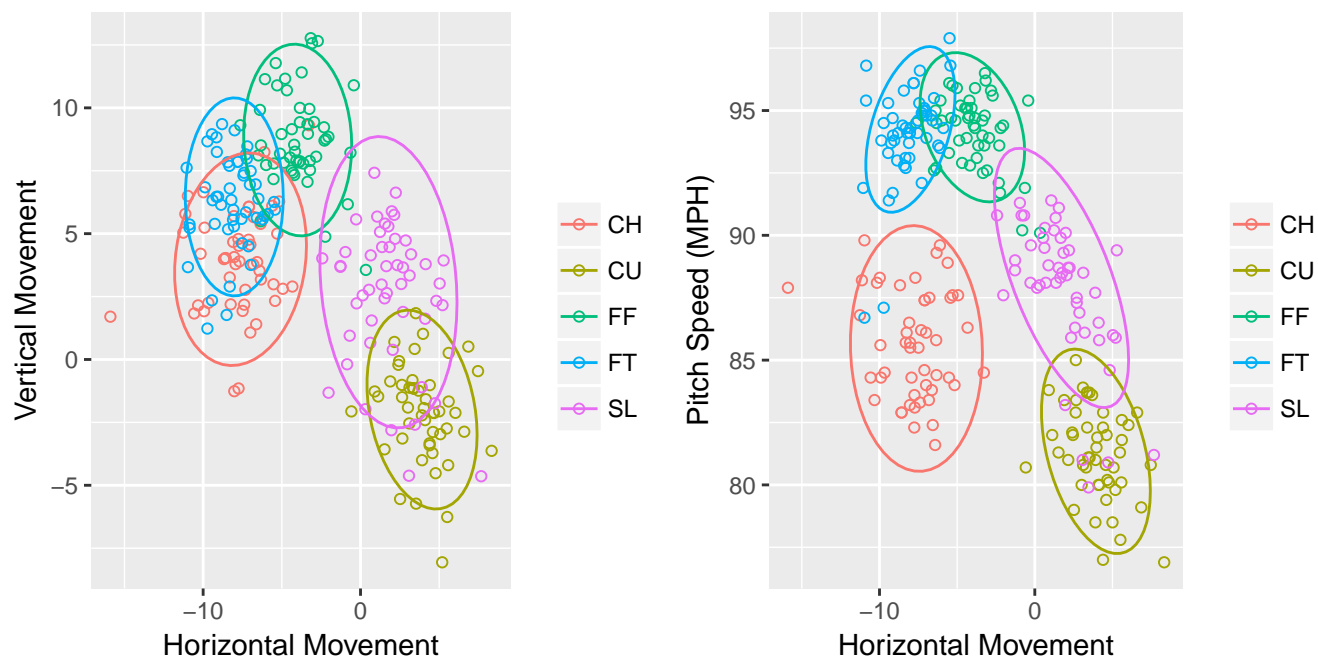 Vertical Movement
10
5
0
−5
−10
0
Horizontal Movement
CH
CU
FF
FT
SL
Pitch Speed (MPH)
95
90
85
80
−10
0
Horizontal Movement
CH
CU
FF
FT
SL